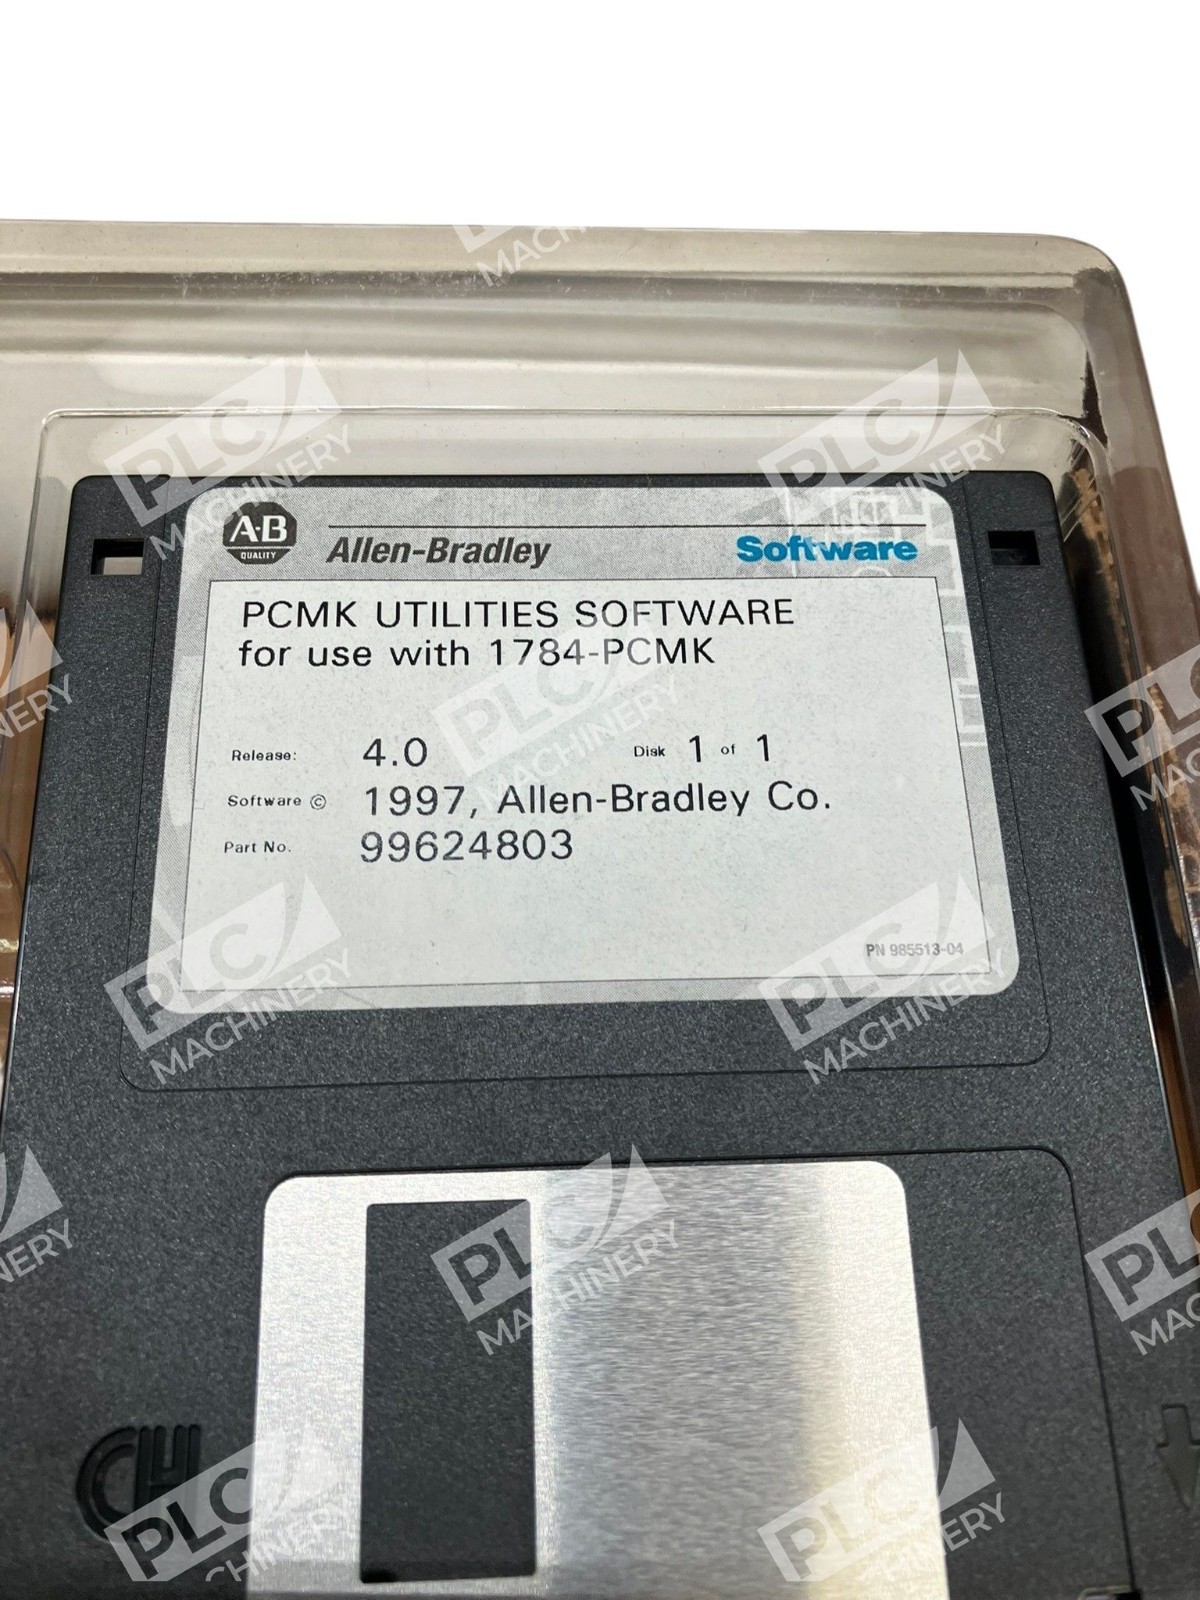 A-B
QUALITY
Allen-Bradley
Software
PCMK UTILITIES SOFTWARE
for use with 1784-PCMK
Release: 4.0 Disk 1 of 1
Software © 1997, Allen-Bradley Co.
Part No. 99624803
PN 985513-04
PLC MACHINERY